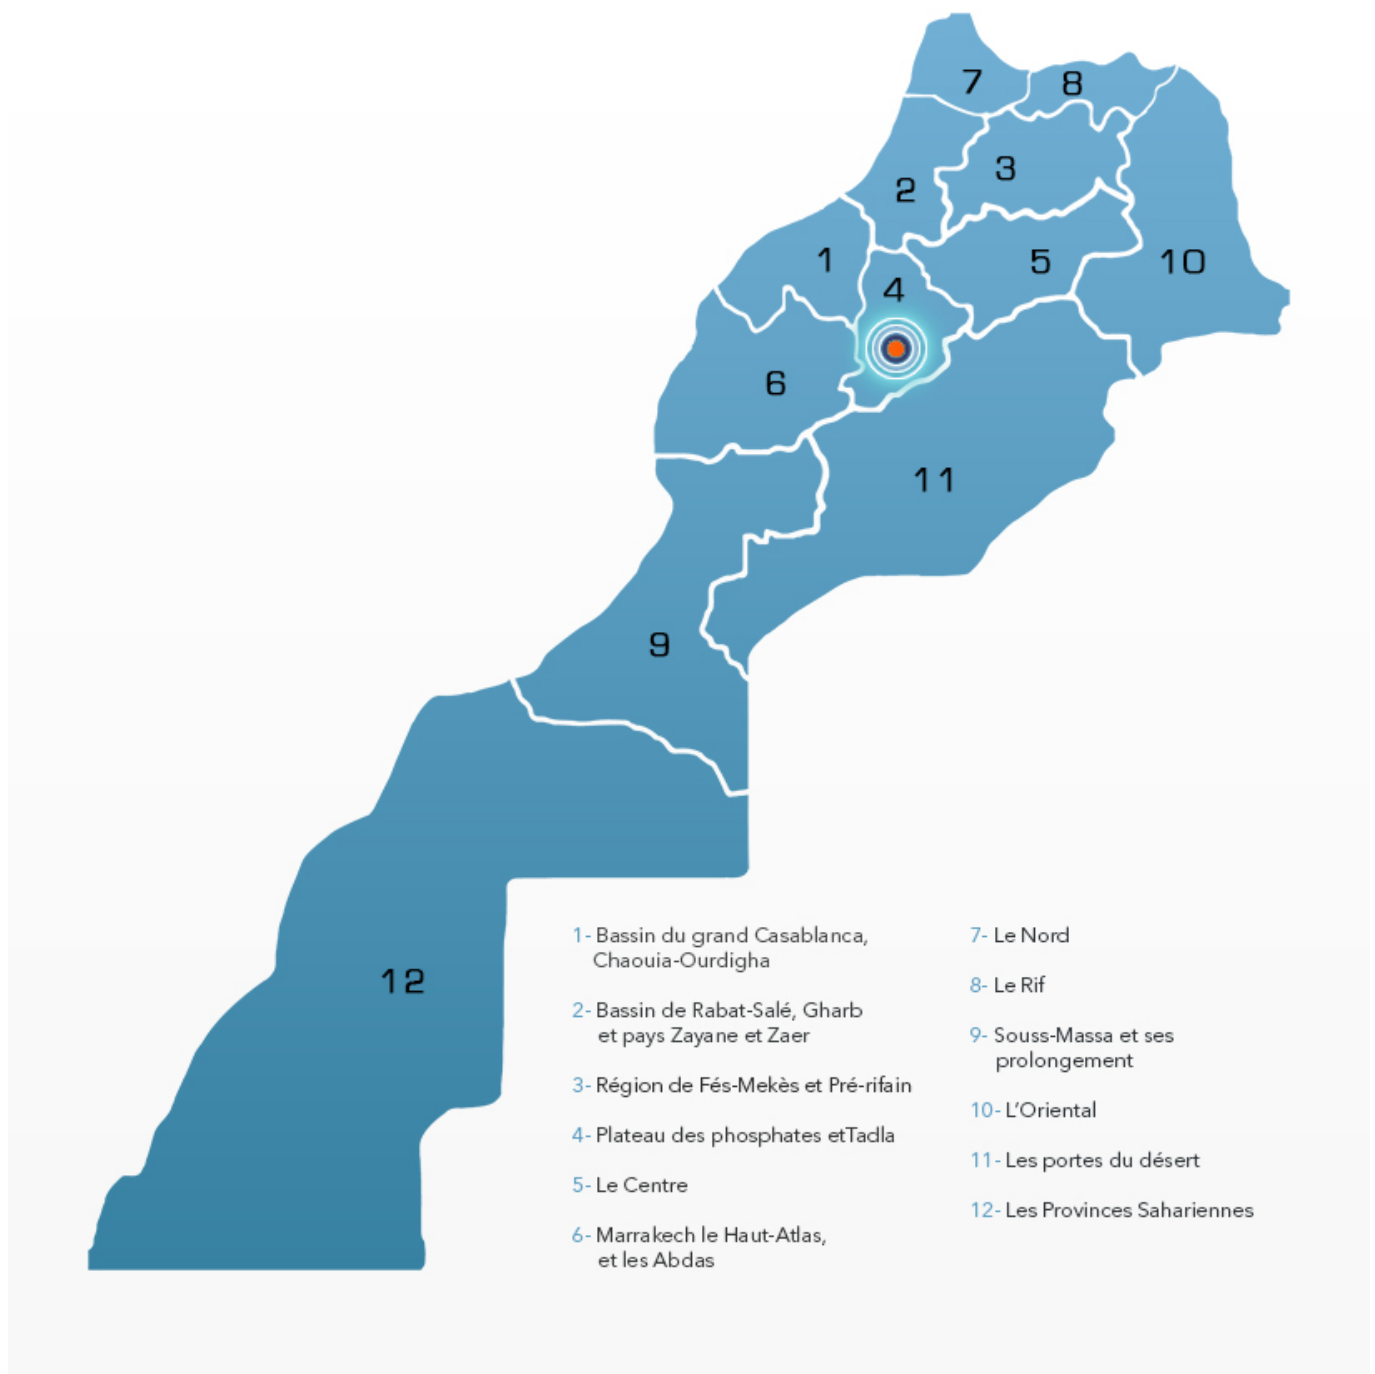 7
8
3
2
1
5
10
4
6
11
9
12
1- Bassin du grand Casablanca,
Chaouia-Ourdigha
2- Bassin de Rabat-Salé, Gharb
et pays Zayane et Zaer
3- Région de Fés-Mekès et Pré-rifain
4- Plateau des phosphates etTadla
5- Le Centre
6- Marrakech le Haut-Atlas,
et les Abdas
7- Le Nord
8- Le Rif
9- Souss-Massa et ses
prolongement
10- L'Oriental
11- Les portes du désert
12- Les Provinces Sahariennes